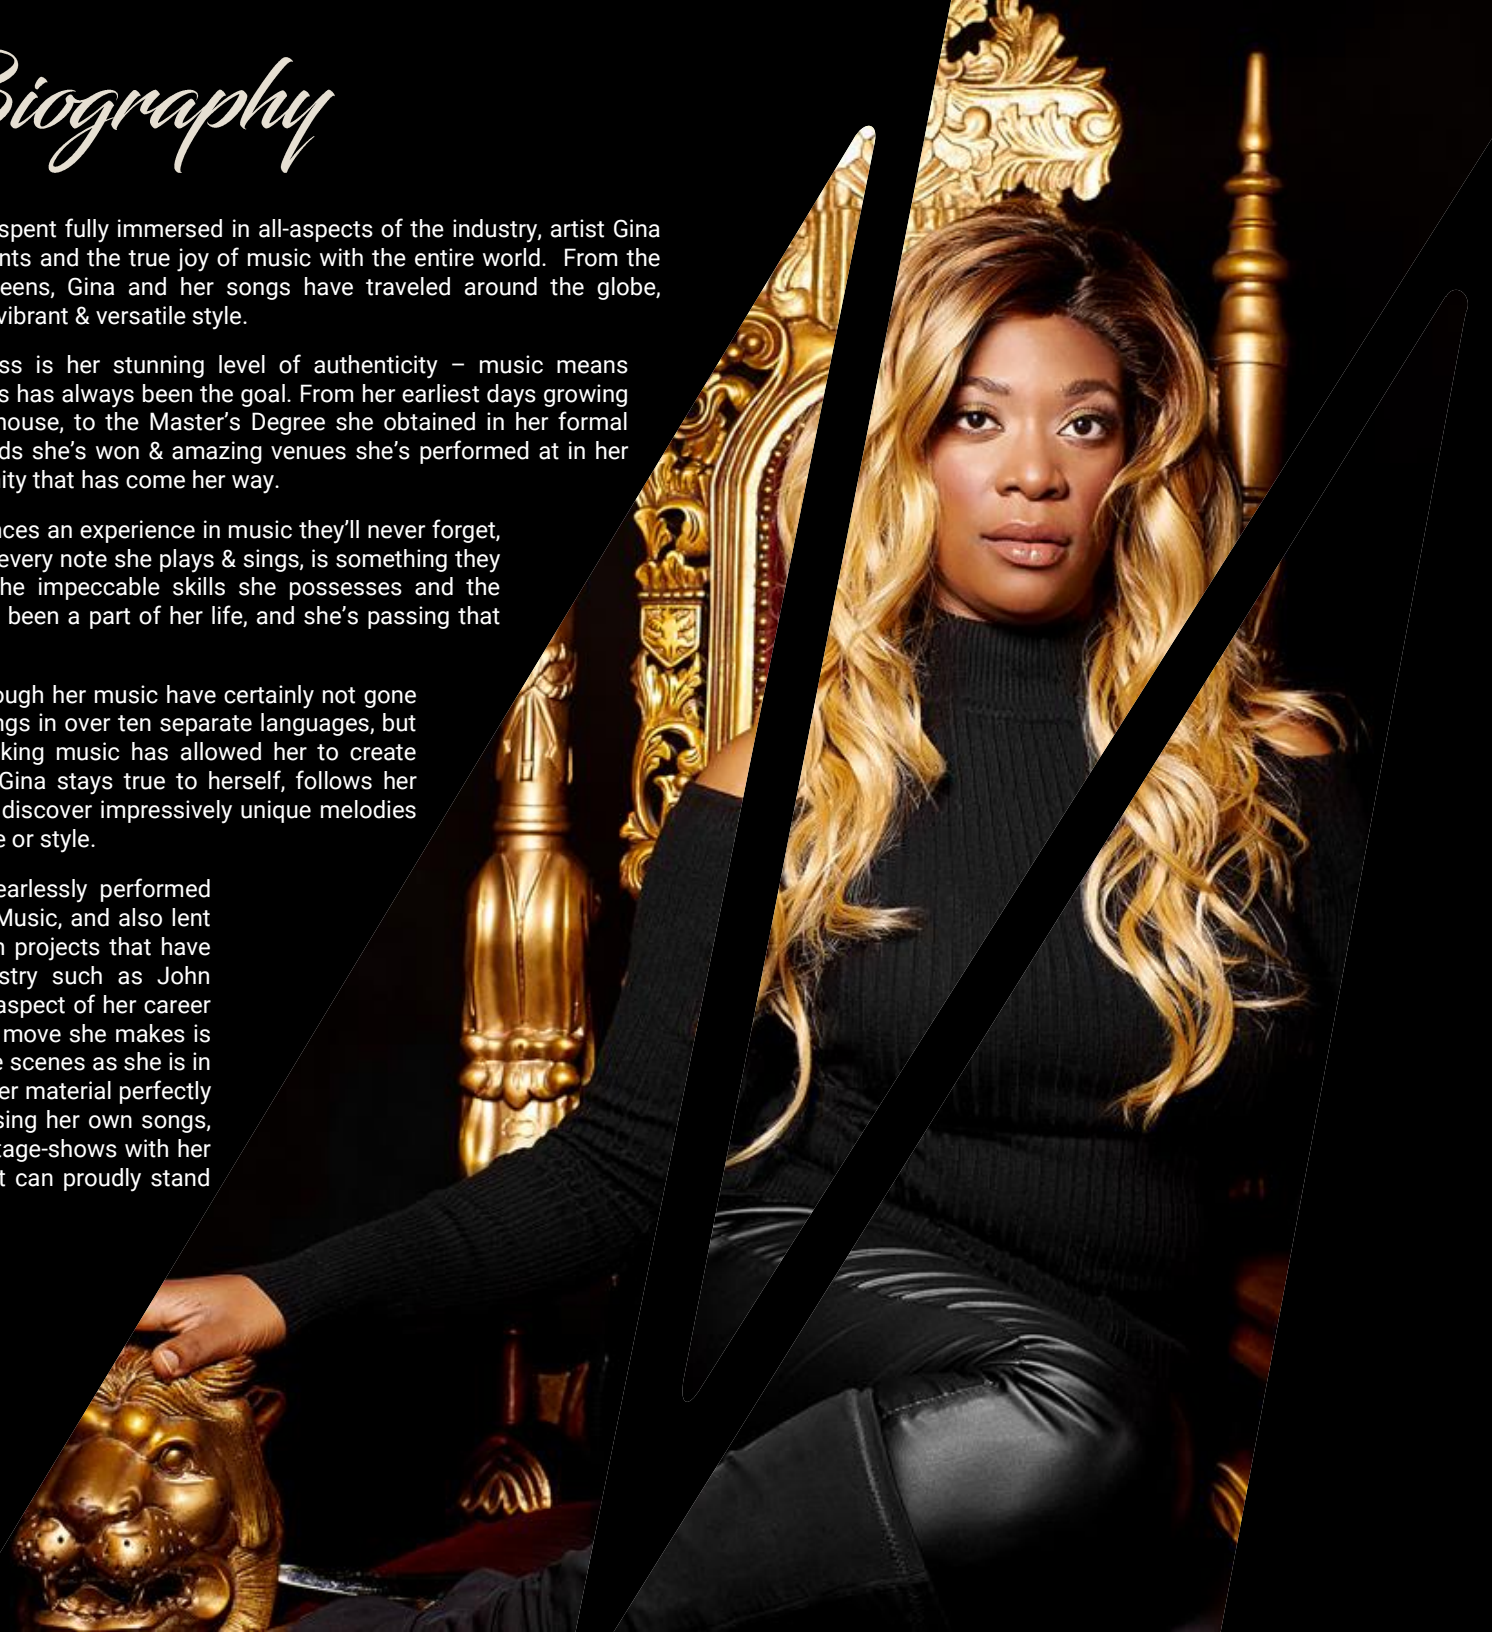 Biography
spent fully immersed in all-aspects of the industry, artist Gina
nts and the true joy of music with the entire world. From the
eens, Gina and her songs have traveled around the globe,
vibrant & versatile style.
ss is her stunning level of authenticity – music means
s has always been the goal. From her earliest days growing
house, to the Master’s Degree she obtained in her formal
ds she’s won & amazing venues she’s performed at in her
ity that has come her way.
nces an experience in music they’ll never forget,
every note she plays & sings, is something they
he impeccable skills she possesses and the
been a part of her life, and she’s passing that
ough her music have certainly not gone
ngs in over ten separate languages, but
king music has allowed her to create
Gina stays true to herself, follows her
discover impressively unique melodies
e or style.
earlessly performed
Music, and also lent
n projects that have
stry such as John
aspect of her career
move she makes is
e scenes as she is in
er material perfectly
sing her own songs,
tage-shows with her
t can proudly stand